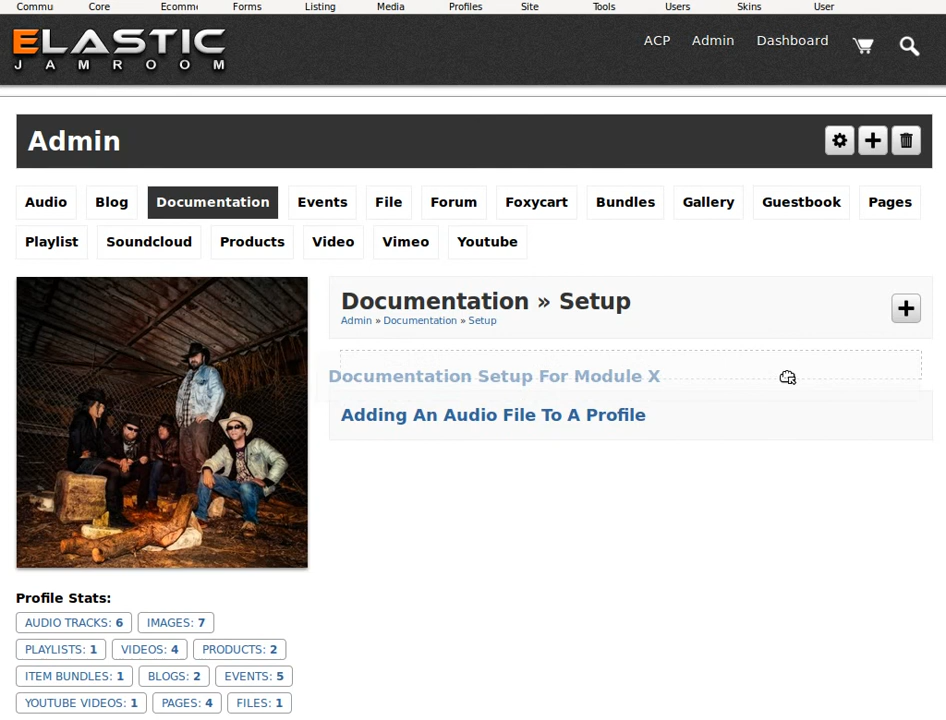 Commu Core Ecomm Forms Listing Media Profiles Site Tools Users Skins User
ELASTIC
JAMROOM
ACP Admin Dashboard
Admin
Audio Blog Documentation Events File Forum Foxycart Bundles Gallery Guestbook Pages
Playlist Soundcloud Products Video Vimeo Youtube
Documentation » Setup
Admin » Documentation » Setup
Documentation Setup For Module X
Adding An Audio File To A Profile
Profile Stats:
AUDIO TRACKS: 6 IMAGES: 7
PLAYLISTS: 1 VIDEOS: 4 PRODUCTS: 2
ITEM BUNDLES: 1 BLOGS: 2 EVENTS: 5
YOUTUBE VIDEOS: 1 PAGES: 4 FILES: 1